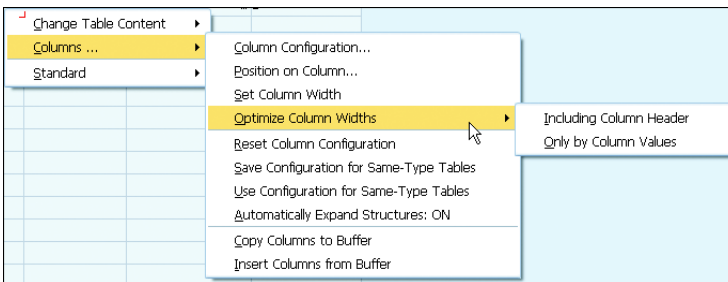 Change Table Content
Columns ...
Standard
Column Configuration...
Position on Column...
Set Column Width
Optimize Column Widths
Reset Column Configuration
Save Configuration for Same-Type Tables
Use Configuration for Same-Type Tables
Automatically Expand Structures: ON
Copy Columns to Buffer
Insert Columns from Buffer
Including Column Header
Only by Column Values